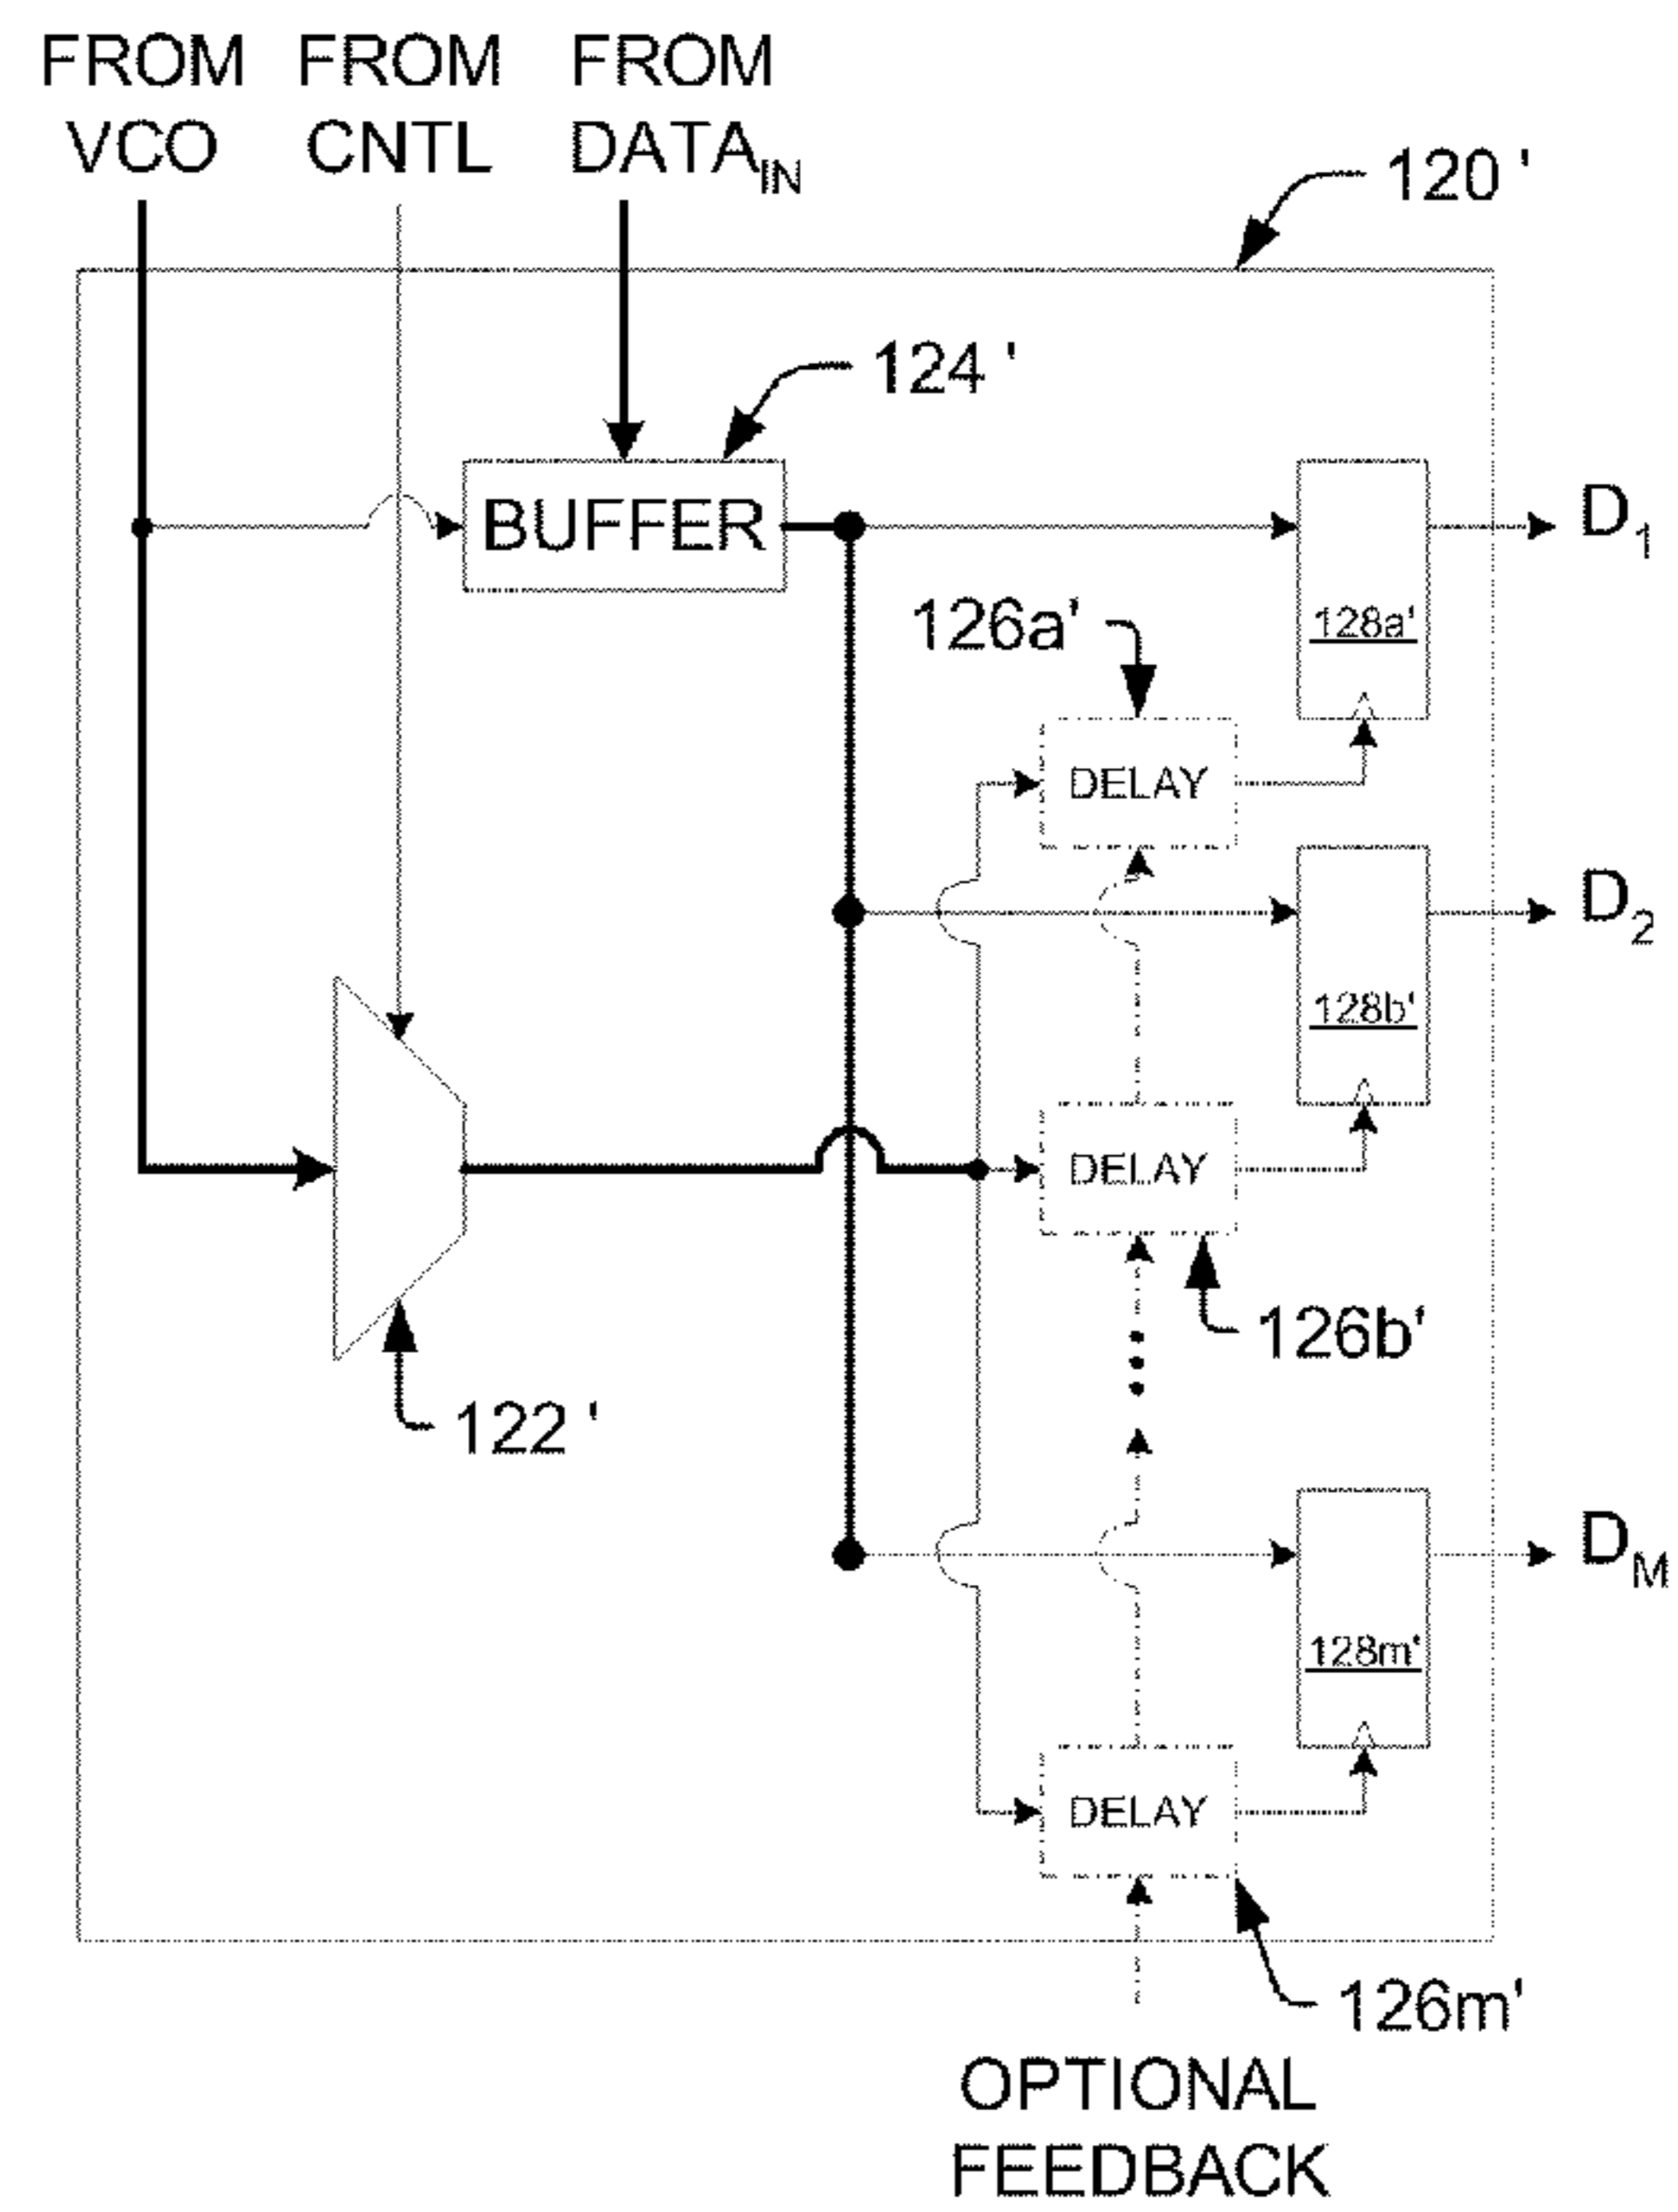 FROM VCO
FROM CNTL
FROM DATAIN
120 '
124 '
BUFFER
D1
128a'
126a'
DELAY
D2
128b'
DELAY
126b'
122 '
DM
128m'
DELAY
126m'
OPTIONAL
FEEDBACK